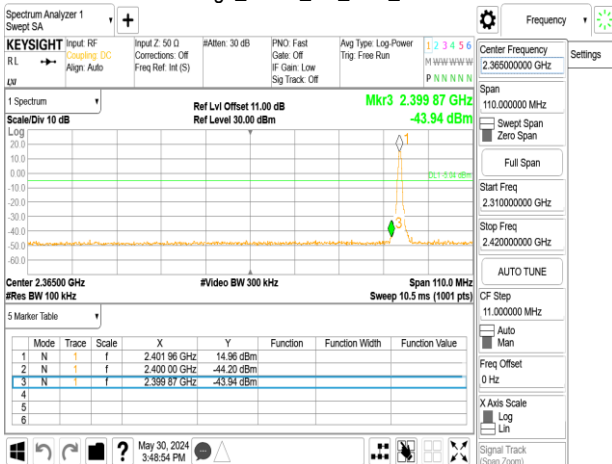 Spectrum Analyzer 1
Swept SA
Frequency
Settings
KEYSIGHT
RL
Input: RF
Coupling: DC
Align: Auto
Input Z: 50 Ω
Corrections: Off
Freq Ref: Int (S)
#Atten: 30 dB
PNO: Fast
Gate: Off
IF Gain: Low
Sig Track: Off
Avg Type: Log-Power
Trig: Free Run
1 2 3 4 5 6
M W W W W W
P N N N N N
1 Spectrum
Scale/Div 10 dB
Ref Lvl Offset 11.00 dB
Ref Level 30.00 dBm
Mkr3 2.399 87 GHz
-43.94 dBm
Log
20.0
10.0
0.00
-10.0
-20.0
-30.0
-40.0
-50.0
-60.0
1
DL1 -5.04 dBm
3
Center 2.36500 GHz
#Video BW 300 kHz
Span 110.0 MHz
#Res BW 100 kHz
Sweep 10.5 ms (1001 pts)
5 Marker Table
Mode Trace Scale X Y Function Function Width Function Value
1 N 1 f 2.401 96 GHz 14.96 dBm
2 N 1 f 2.400 00 GHz -44.20 dBm
3 N 1 f 2.399 87 GHz -43.94 dBm
4
5
6
?
May 30, 2024
3:48:54 PM
Center Frequency
2.365000000 GHz
Span
110.000000 MHz
Swept Span
Zero Span
Full Span
Start Freq
2.310000000 GHz
Stop Freq
2.420000000 GHz
AUTO TUNE
CF Step
11.000000 MHz
Auto
Man
Freq Offset
0 Hz
X Axis Scale
Log
Lin
Signal Track
(Span Zoom)